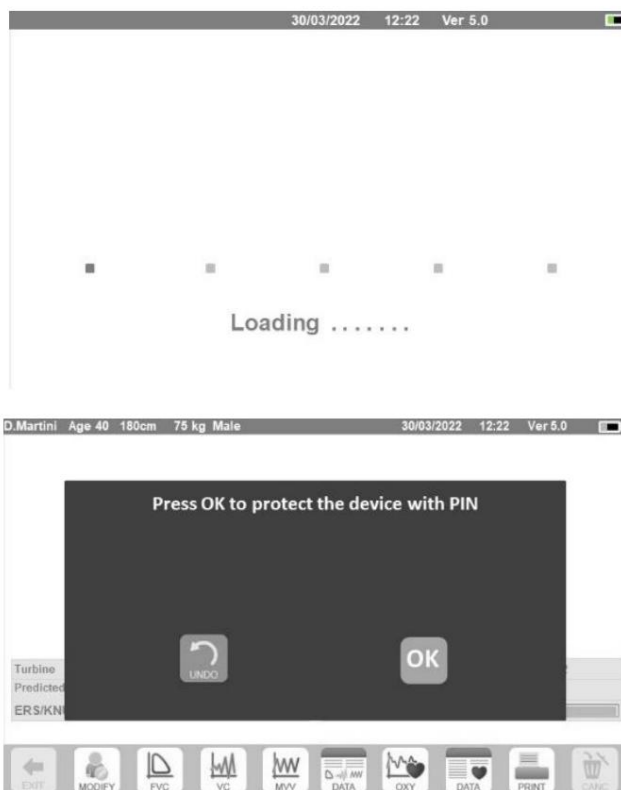 30/03/2022 12:22 Ver 5.0
Loading .......
D.Martini Age 40 180cm 75 kg Male 30/03/2022 12:22 Ver 5.0
Press OK to protect the device with PIN
UNDO OK
Turbine
Predicted
EXIT MODIFY FVC VC MVV DATA OXY DATA PRINT CANC